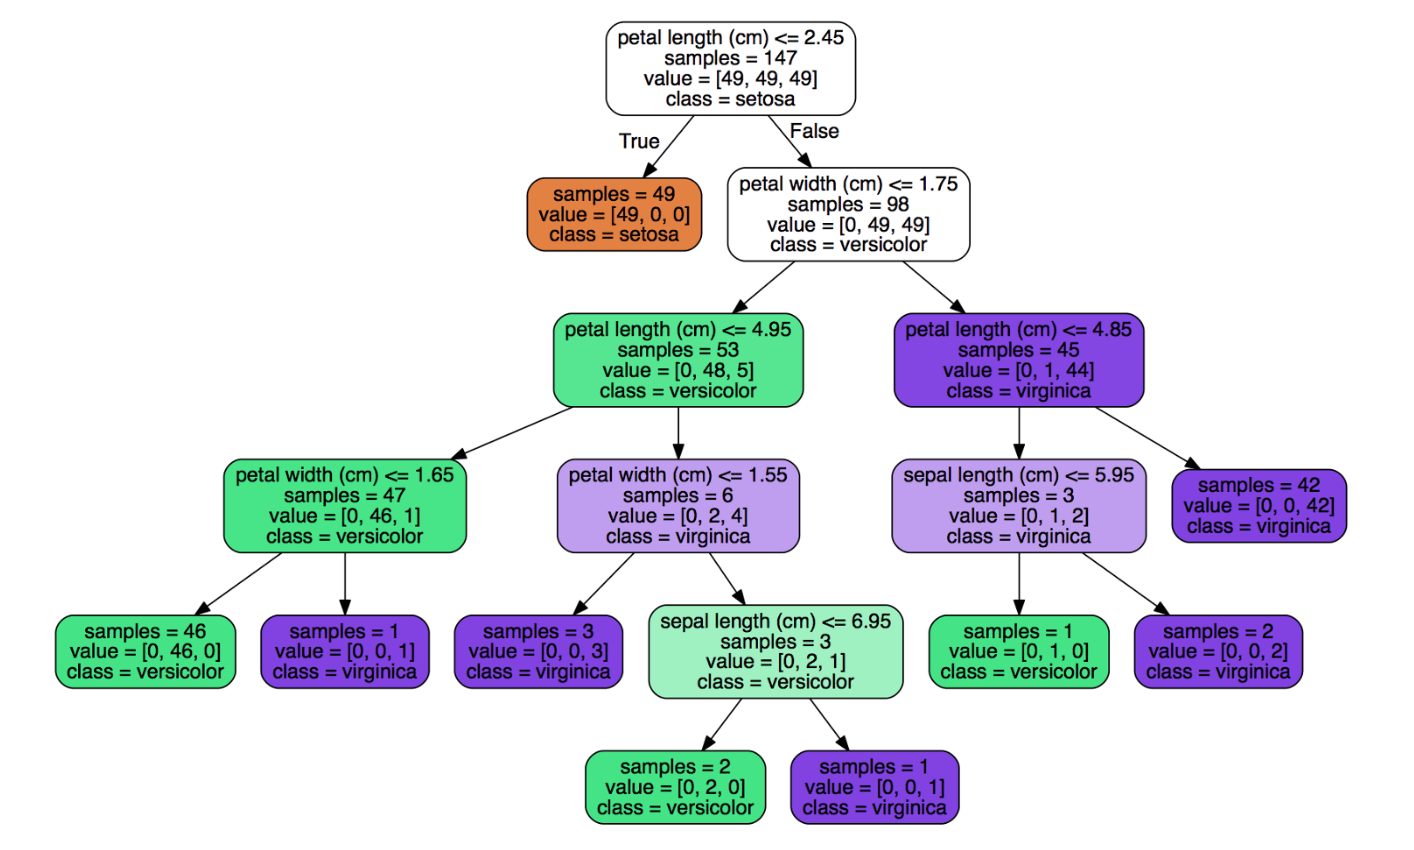 petal length (cm) <= 2.45
samples = 147
value = [49, 49, 49]
class = setosa
True
False
samples = 49
value = [49, 0, 0]
class = setosa
petal width (cm) <= 1.75
samples = 98
value = [0, 49, 49]
class = versicolor
petal length (cm) <= 4.95
samples = 53
value = [0, 48, 5]
class = versicolor
petal length (cm) <= 4.85
samples = 45
value = [0, 1, 44]
class = virginica
petal width (cm) <= 1.65
samples = 47
value = [0, 46, 1]
class = versicolor
petal width (cm) <= 1.55
samples = 6
value = [0, 2, 4]
class = virginica
sepal length (cm) <= 5.95
samples = 3
value = [0, 1, 2]
class = virginica
samples = 42
value = [0, 0, 42]
class = virginica
samples = 46
value = [0, 46, 0]
class = versicolor
samples = 1
value = [0, 0, 1]
class = virginica
samples = 3
value = [0, 0, 3]
class = virginica
sepal length (cm) <= 6.95
samples = 3
value = [0, 2, 1]
class = versicolor
samples = 1
value = [0, 1, 0]
class = versicolor
samples = 2
value = [0, 0, 2]
class = virginica
samples = 2
value = [0, 2, 0]
class = versicolor
samples = 1
value = [0, 0, 1]
class = virginica